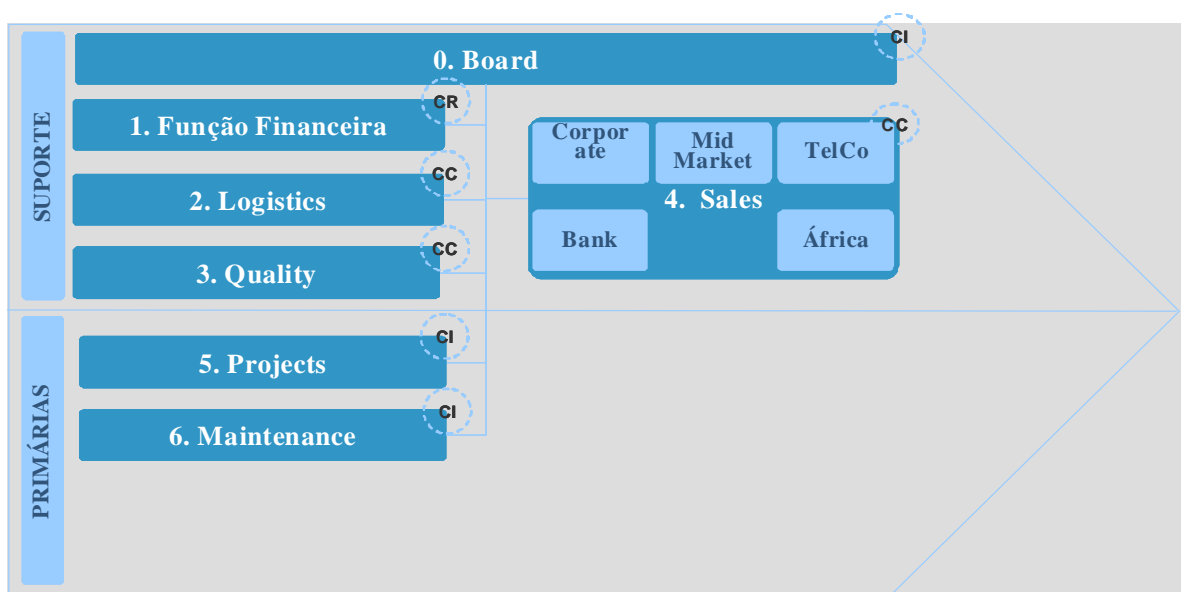 SUPORTE
0. Board
CI
1. Função Financeira
CR
2. Logistics
CC
3. Quality
CC
Corpor
ate
Mid
Market
TelCo
CC
4. Sales
Bank
África
PRIMÁRIAS
5. Projects
CI
6. Maintenance
CI